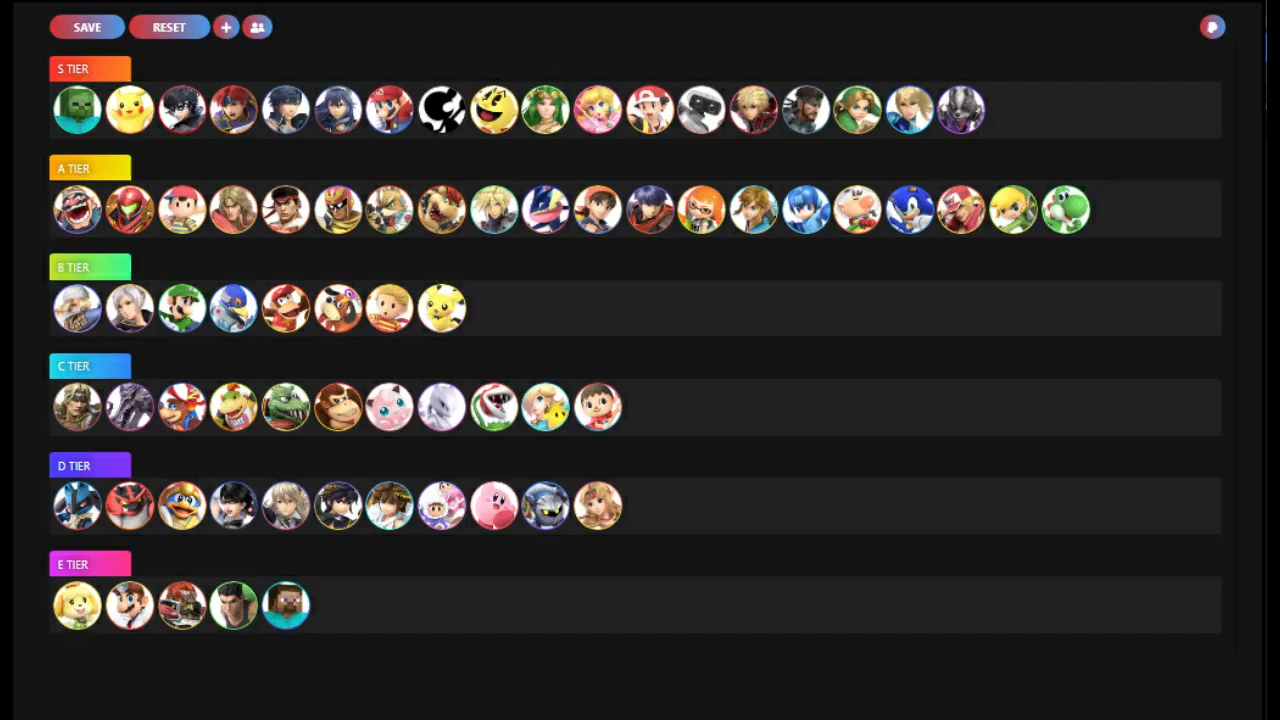 SAVE RESET +
S TIER
A TIER
B TIER
C TIER
D TIER
E TIER